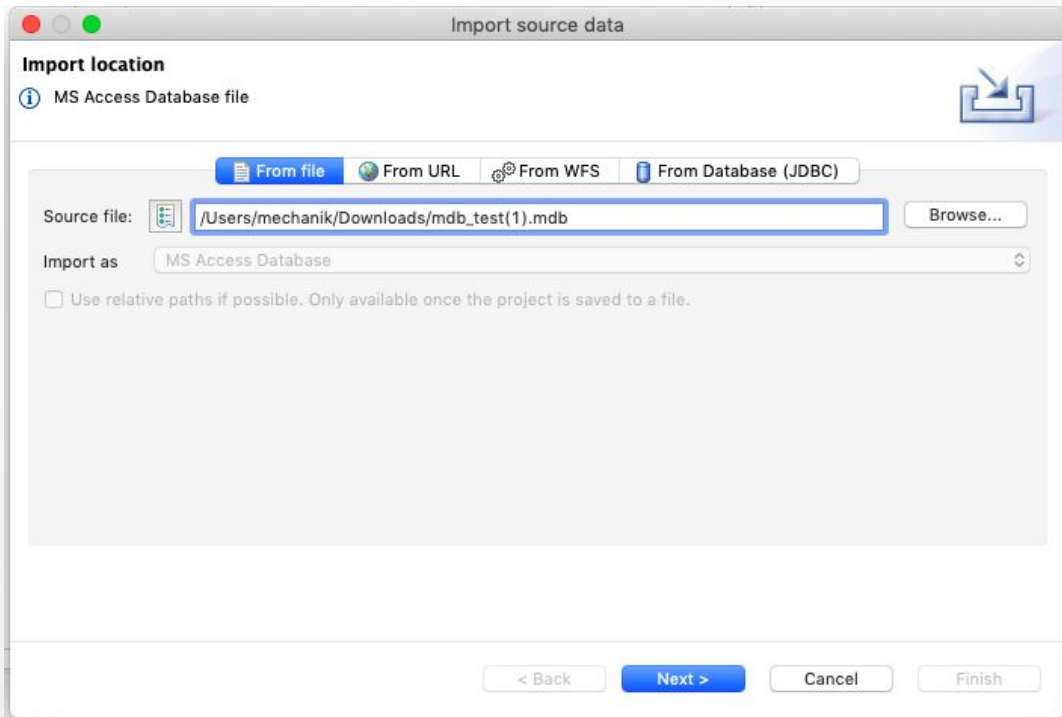 Import source data
Import location
MS Access Database file
From file From URL From WFS From Database (JDBC)
Source file: /Users/mechanik/Downloads/mdb_test(1).mdb Browse...
Import as MS Access Database
Use relative paths if possible. Only available once the project is saved to a file.
< Back Next > Cancel Finish